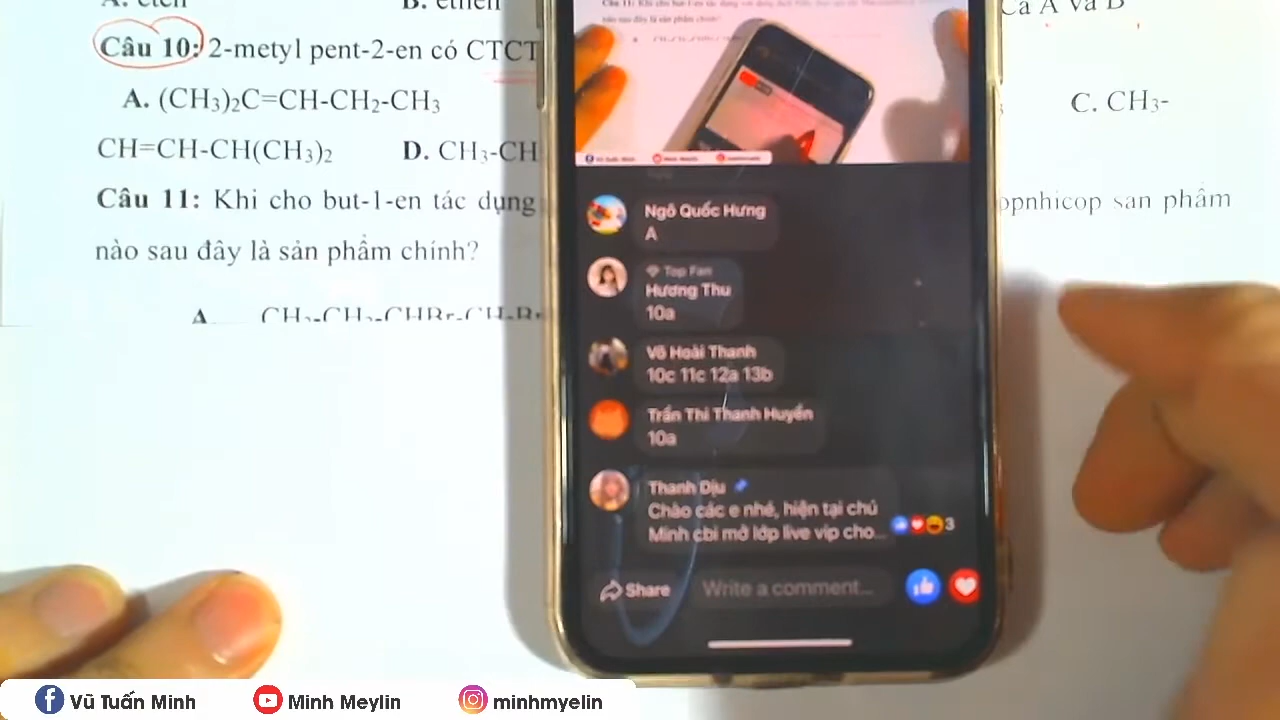 B. ethen
Cả A và B
Câu 10: 2-metyl pent-2-en có CTCT
A. (CH₃)₂C=CH-CH₂-CH₃
C. CH₃-
CH=CH-CH(CH₃)₂ D. CH₃-CH
Câu 11: Khi cho but-1-en tác dụng
opnhicop sản phẩm
nào sau đây là sản phẩm chính?
A
Ngô Quốc Hưng
A
Top Fan
Hương Thu
10a
Võ Hoài Thanh
10c 11c 12a 13b
Trần Thị Thanh Huyền
10a
Thanh Dịu
Chào các e nhé, hiện tại chú
Minh cbi mở lớp live vip cho...
3
Share
Write a comment...
Vũ Tuấn Minh
Minh Meylin
minhmyelin